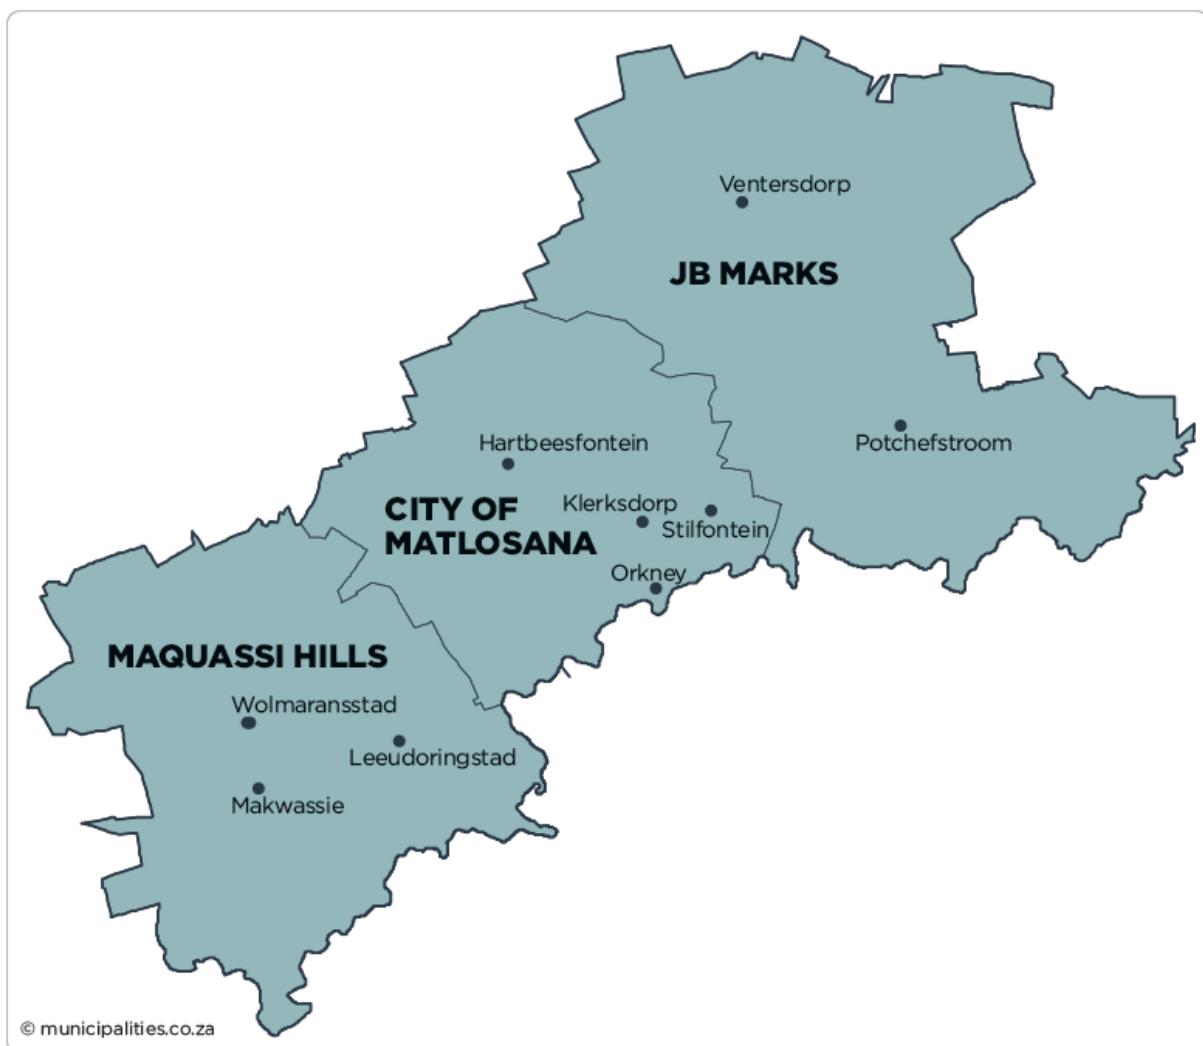 Ventersdorp
JB MARKS
Potchefstroom
Hartbeesfontein
CITY OF
MATLOSANA
Klerksdorp
Stilfontein
Orkney
MAQUASSI HILLS
Wolmaransstad
Leeudoringstad
Makwassie
© municipalities.co.za